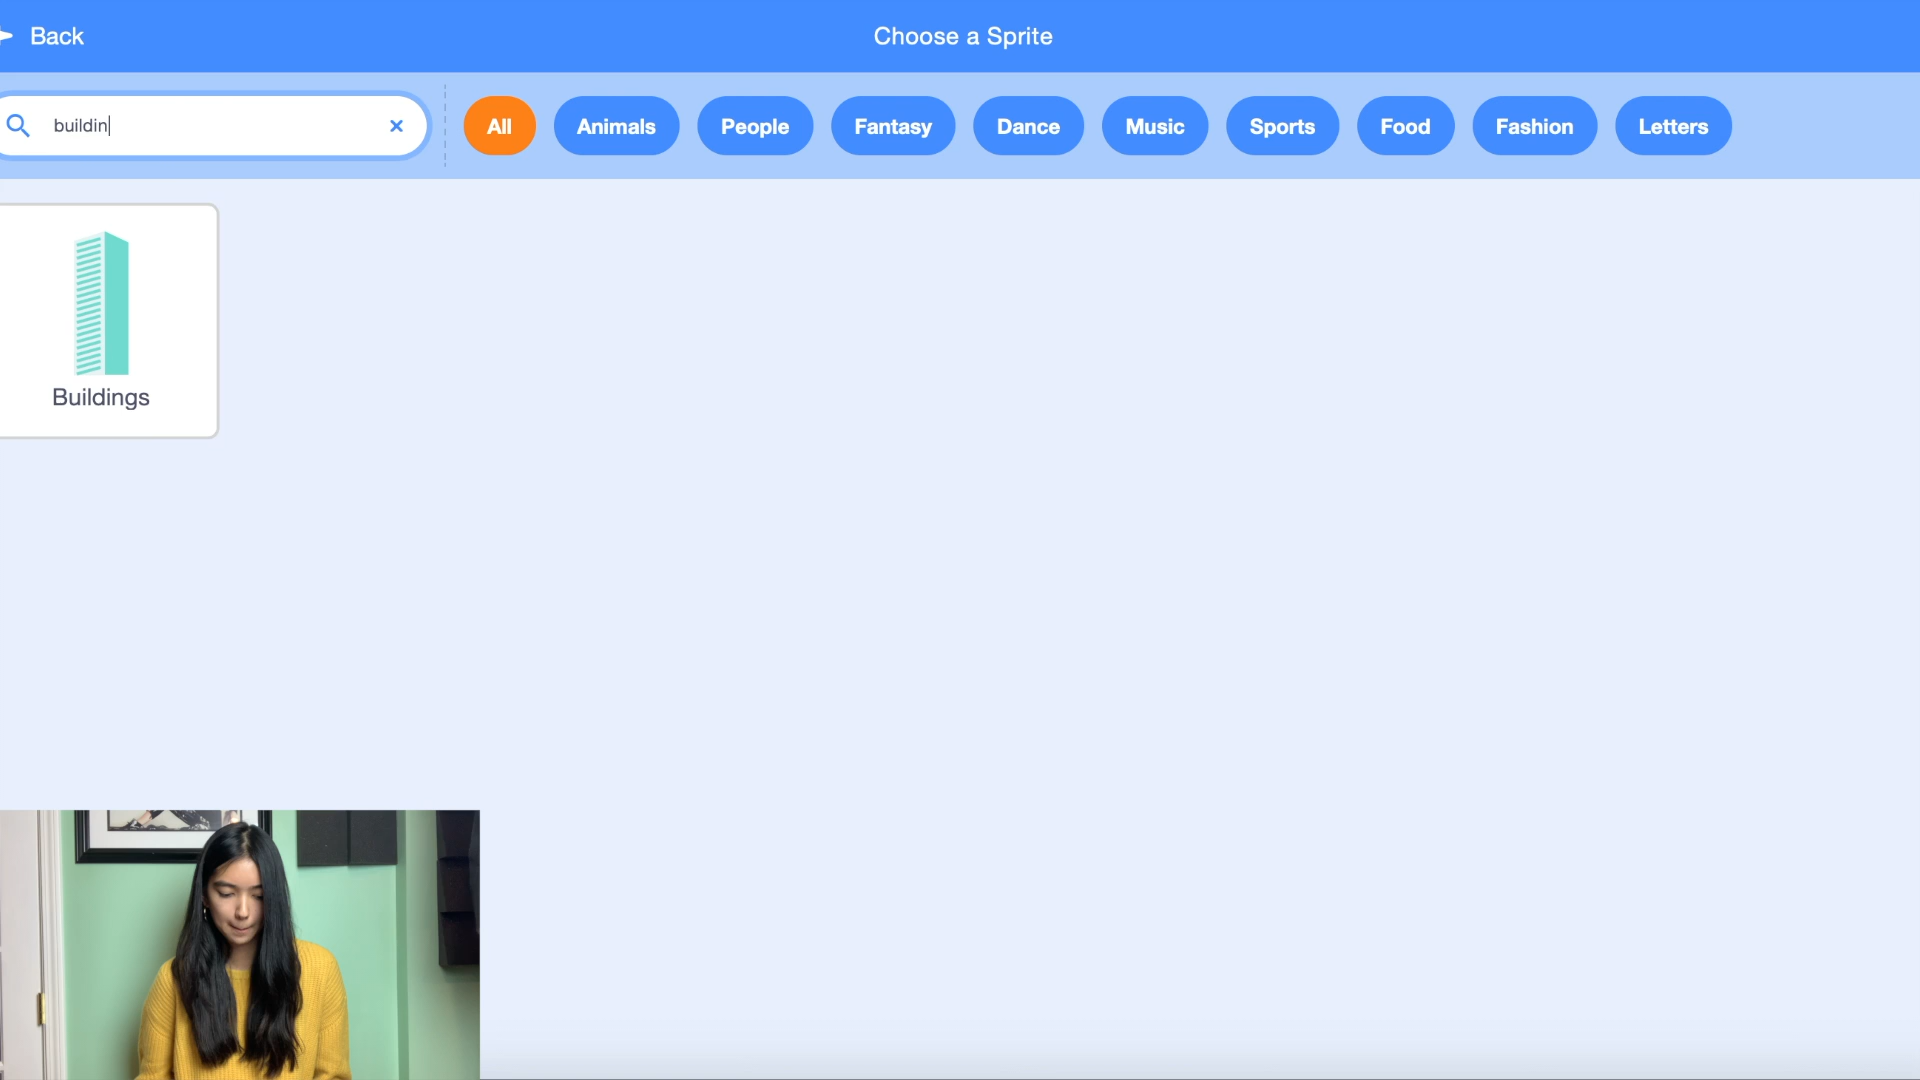 Back
Choose a Sprite
buildin
All
Animals
People
Fantasy
Dance
Music
Sports
Food
Fashion
Letters
Buildings